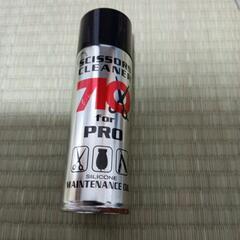 SCISSORS
CLEANER
710
for
PRO
SILICONE
MAINTENANCE OIL